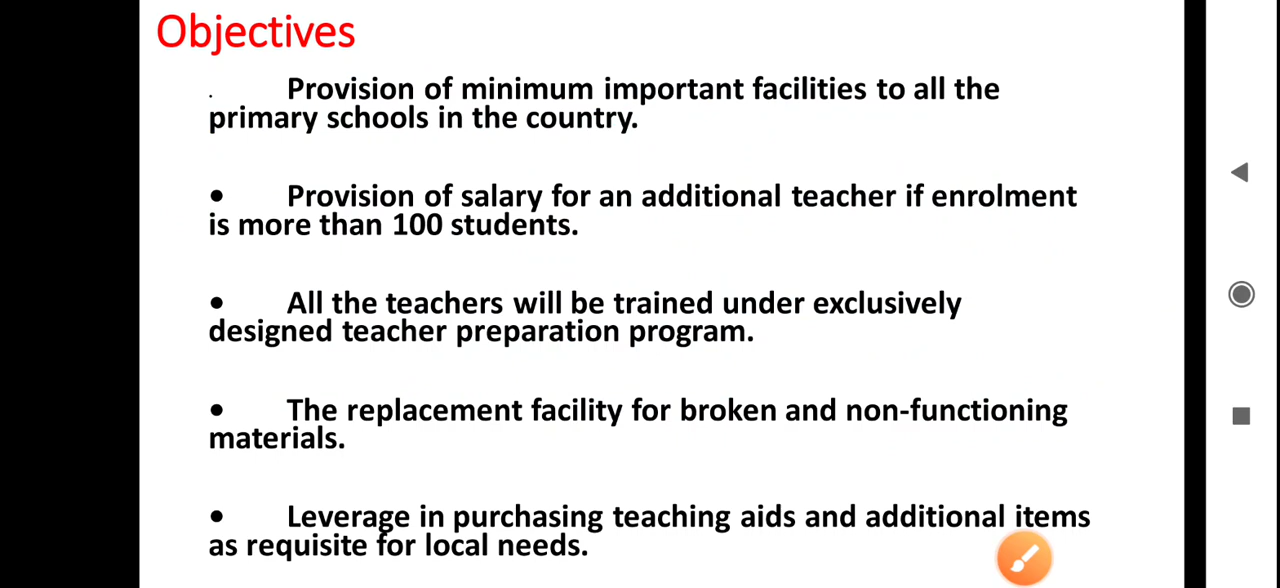 Objectives
. Provision of minimum important facilities to all the
primary schools in the country.
• Provision of salary for an additional teacher if enrolment
is more than 100 students.
• All the teachers will be trained under exclusively
designed teacher preparation program.
• The replacement facility for broken and non-functioning
materials.
• Leverage in purchasing teaching aids and additional items
as requisite for local needs.